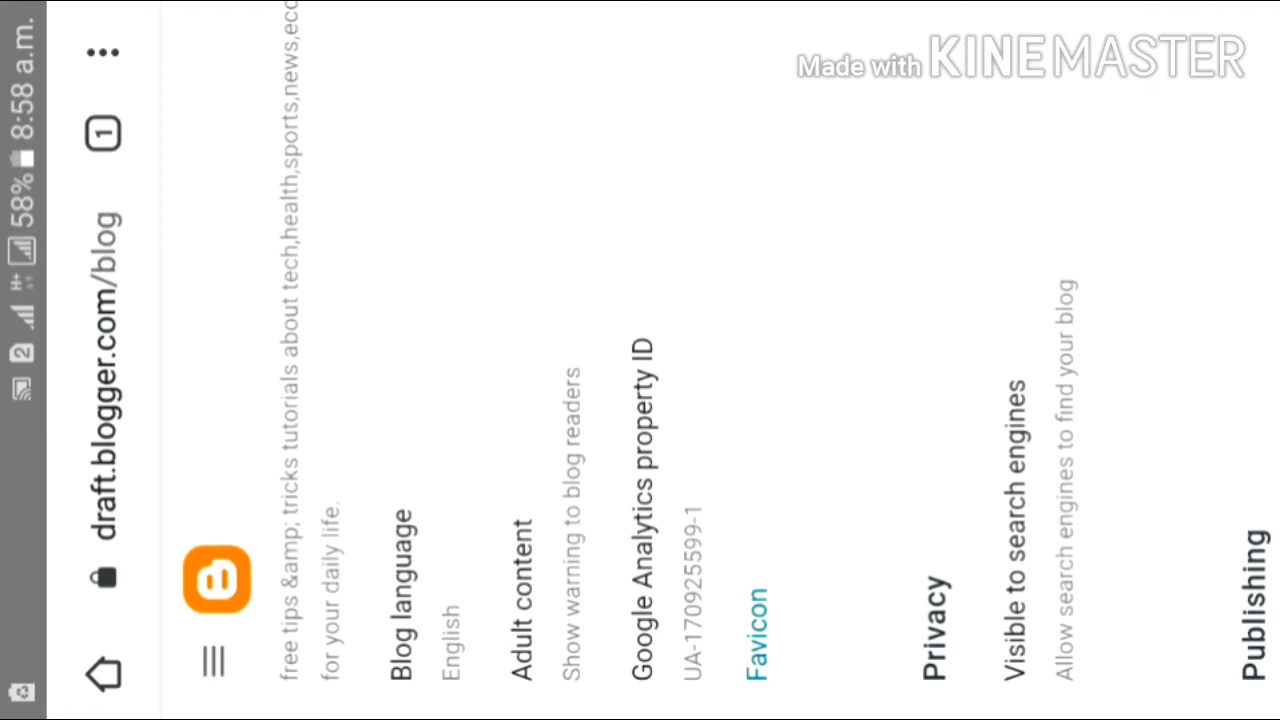 58% 8:58 a.m.
draft.blogger.com/blog
1
free tips &amp; tricks tutorials about tech,health,sports,news,ecc
for your daily life.
Blog language
English
Adult content
Show warning to blog readers
Google Analytics property ID
UA-170925599-1
Favicon
Privacy
Visible to search engines
Allow search engines to find your blog
Publishing
Made with KINEMASTER